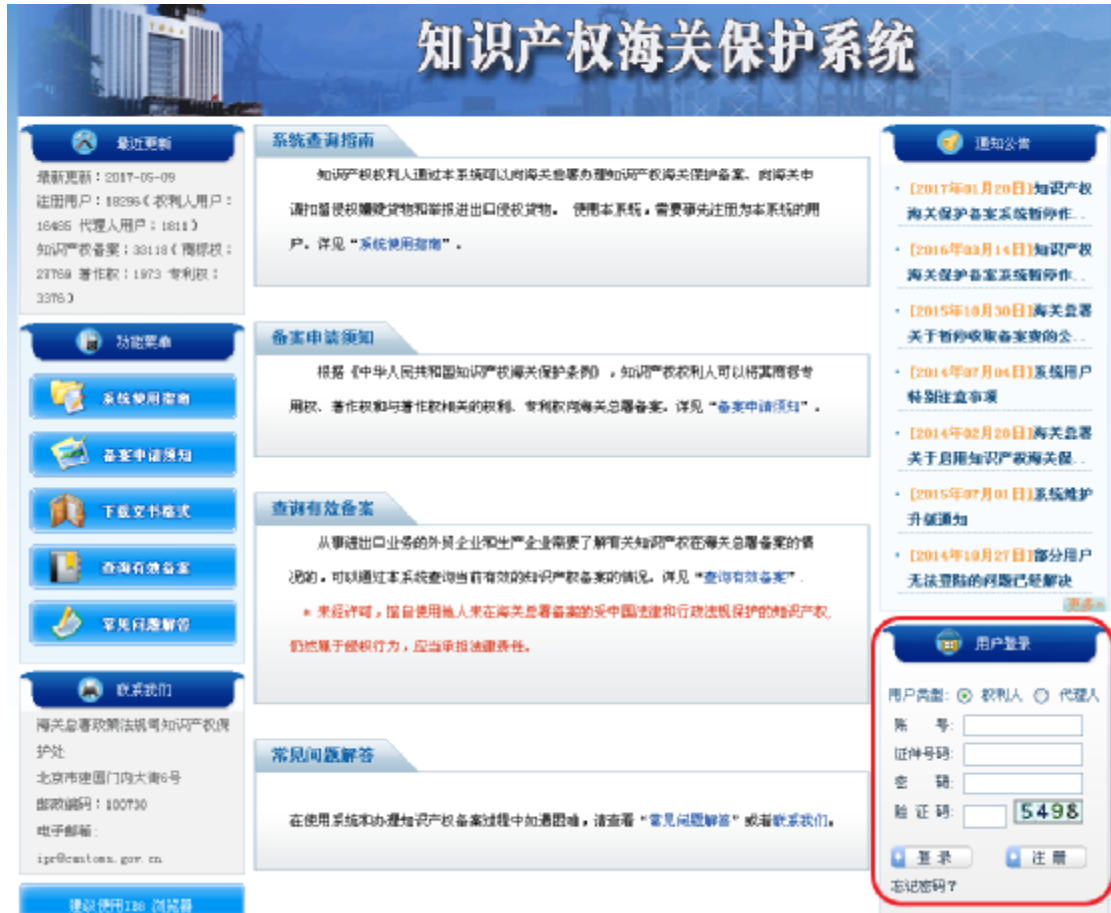 知识产权海关保护系统
最近更新
最新更新：2017-05-09
注册用户：18296（权利人用户：
16485 代理人用户：1811）
知识产权备案：33118（商标权：
27769 著作权：1973 专利权：
3376）
功能菜单
系统使用指南
备案申请须知
下载文书格式
查询有效备案
常见问题解答
联系我们
海关总署政策法规司知识产权保
护处
北京市建国门内大街6号
邮政编码：100730
电子邮箱：
ipr@customs.gov.cn
建议使用IE8 浏览器
系统查询指南
知识产权权利人通过本系统可以向海关总署办理知识产权海关保护备案、向海关申
请扣留侵权嫌疑货物和举报进出口侵权货物。 使用本系统，需要事先注册为本系统的用
户。详见“系统使用指南”。
备案申请须知
根据《中华人民共和国知识产权海关保护条例》，知识产权权利人可以将其商标专
用权、著作权和与著作权相关的权利、专利权向海关总署备案。详见“备案申请须知”。
查询有效备案
从事进出口业务的外贸企业和生产企业需要了解有关知识产权在海关总署备案的情
况的，可以通过本系统查询当前有效的知识产权备案的情况。详见“查询有效备案”.
* 未经许可，擅自使用他人未在海关总署备案的受中国法律和行政法规保护的知识产权,
仍然属于侵权行为，应当承担法律责任。
常见问题解答
在使用系统和办理知识产权备案过程中如遇困难，请查看“常见问题解答”或者联系我们。
通知公告
[2017年01月20日]知识产权
海关保护备案系统暂停作..
[2016年03月14日]知识产权
海关保护备案系统暂停作..
[2015年10月30日]海关总署
关于暂停收取备案费的公..
[2014年07月04日]系统用户
特别注意事项
[2014年02月20日]海关总署
关于启用知识产权海关保..
[2015年07月01日]系统维护
升级通知
[2014年10月27日]部分用户
无法登陆的问题已经解决
更多»
用户登录
用户类型: 权利人 代理人
账 号:
证件号码:
密 码:
验 证 码: 5498
登 录 注 册
忘记密码？